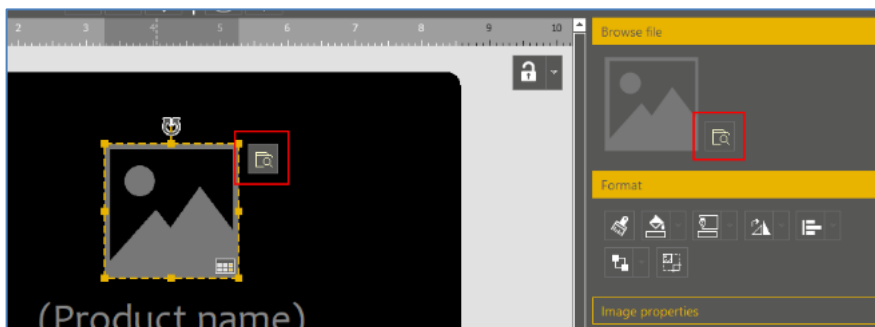 2 3 4 5 6 7 8 9 10
Browse file
Format
(Product name)
Image properties